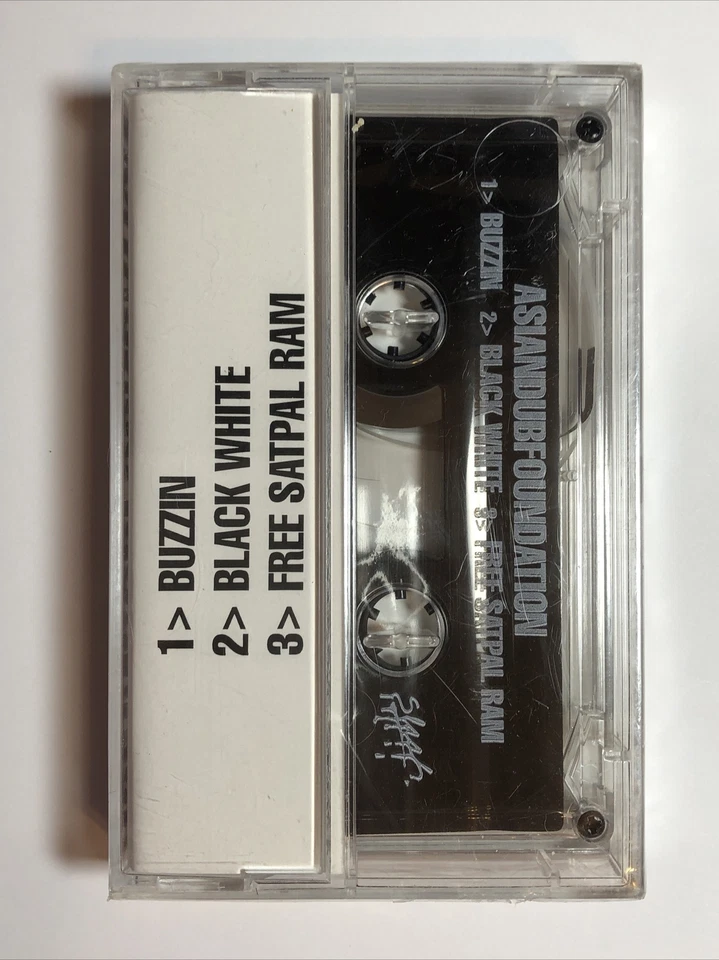 1> BUZZIN
2> BLACK WHITE
3> FREE SATPAL RAM
ASIANDUBFOUNDATION
1> BUZZIN 2> BLACK WHITE 3> FREE SATPAL RAM